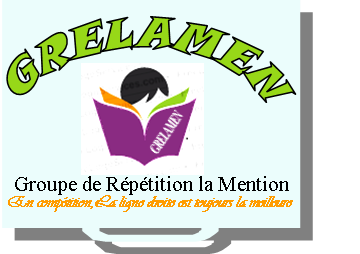 GRELAMEN
GRELAMEN
Groupe de Répétition la Mention
En compétition, La ligne droite est toujours la meilleure